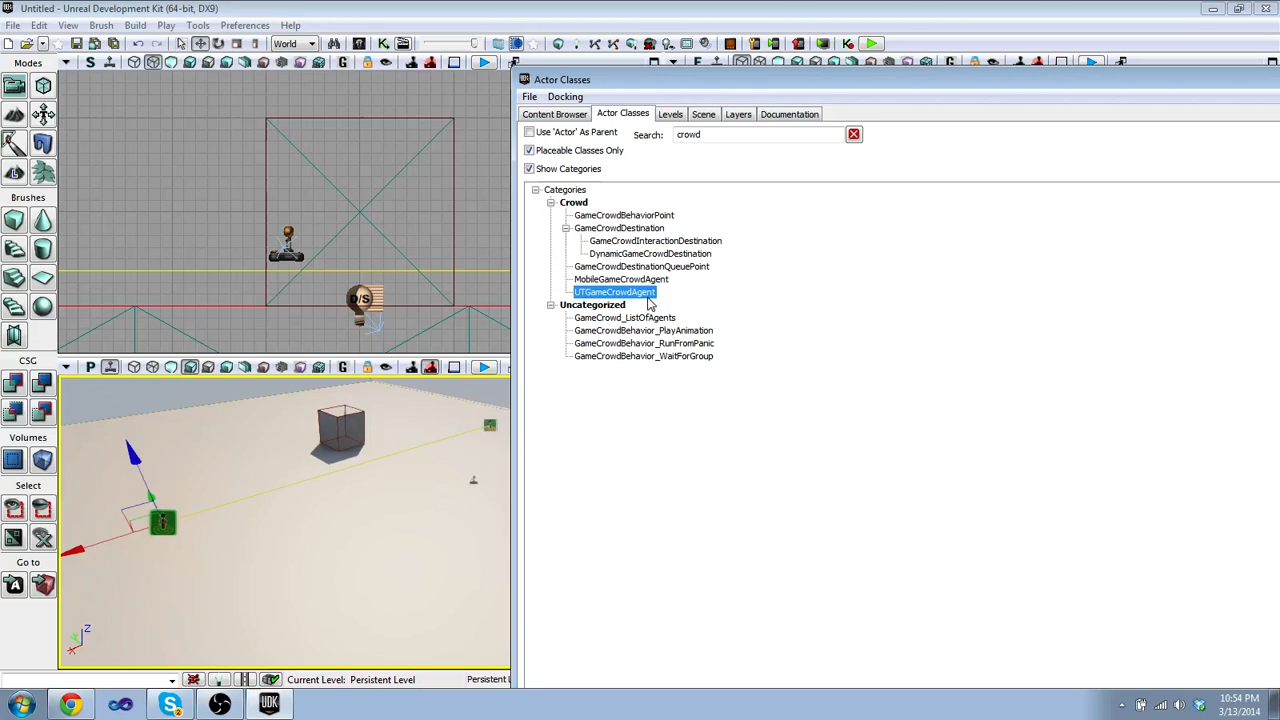 Untitled - Unreal Development Kit (64-bit, DX9)
File Edit View Brush Build Play Tools Preferences Help
World
Modes
S G
Actor Classes
File Docking
Content Browser Actor Classes Levels Scene Layers Documentation
Use 'Actor' As Parent Search: crowd
Placeable Classes Only
Show Categories
Categories
Crowd
GameCrowdBehaviorPoint
GameCrowdDestination
GameCrowdInteractionDestination
DynamicGameCrowdDestination
GameCrowdDestinationQueuePoint
MobileGameCrowdAgent
UTGameCrowdAgent
Uncategorized
GameCrowd_ListOfAgents
GameCrowdBehavior_PlayAnimation
GameCrowdBehavior_RunFromPanic
GameCrowdBehavior_WaitForGroup
Brushes
D/S
CSG
P G
Volumes
Select
Go to
Z
X
Current Level: Persistent Level Persistent L
UDK
10:54 PM
3/13/2014